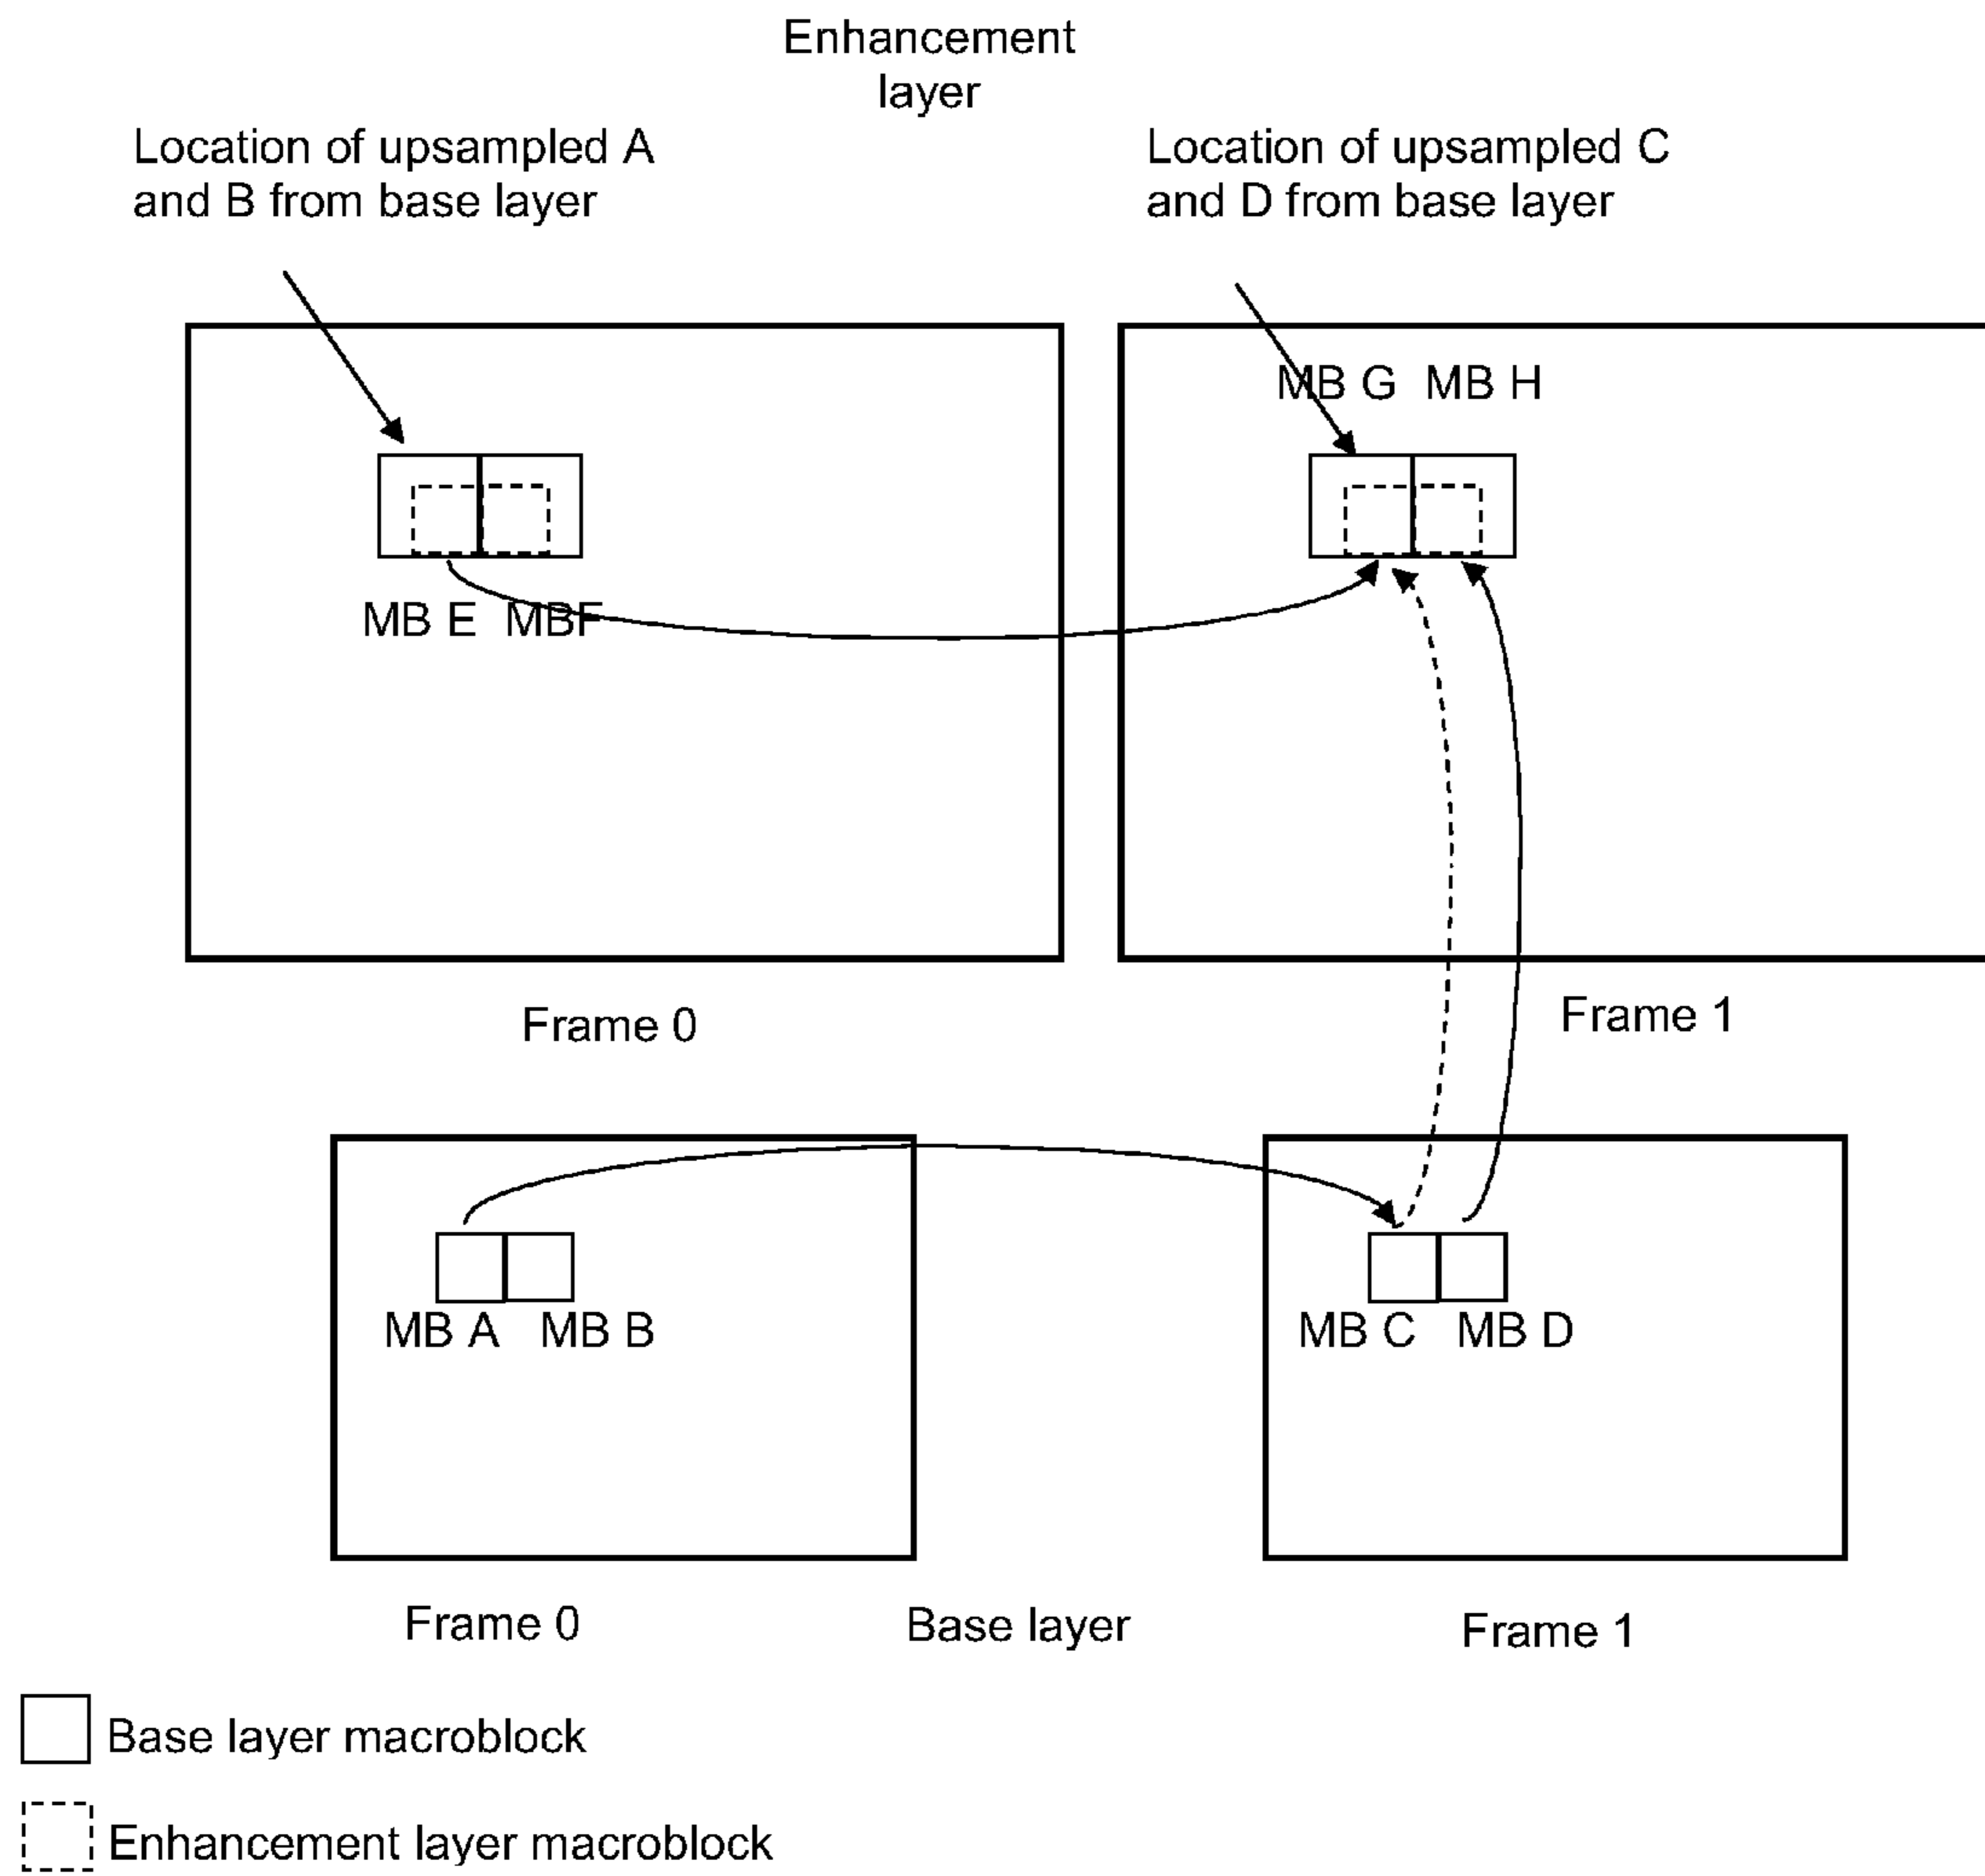 Enhancement
layer
Location of upsampled A
and B from base layer
Location of upsampled C
and D from base layer
MB G MB H
MB E MBF
Frame 0
Frame 1
MB A MB B
MB C MB D
Frame 0
Base layer
Frame 1
Base layer macroblock
Enhancement layer macroblock